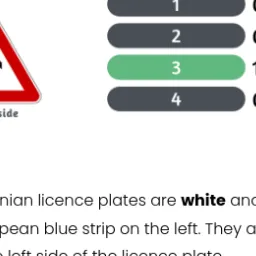 1
2
3
4
side
nian licence plates are white and
pean blue strip on the left. They a
left side of the licence plate